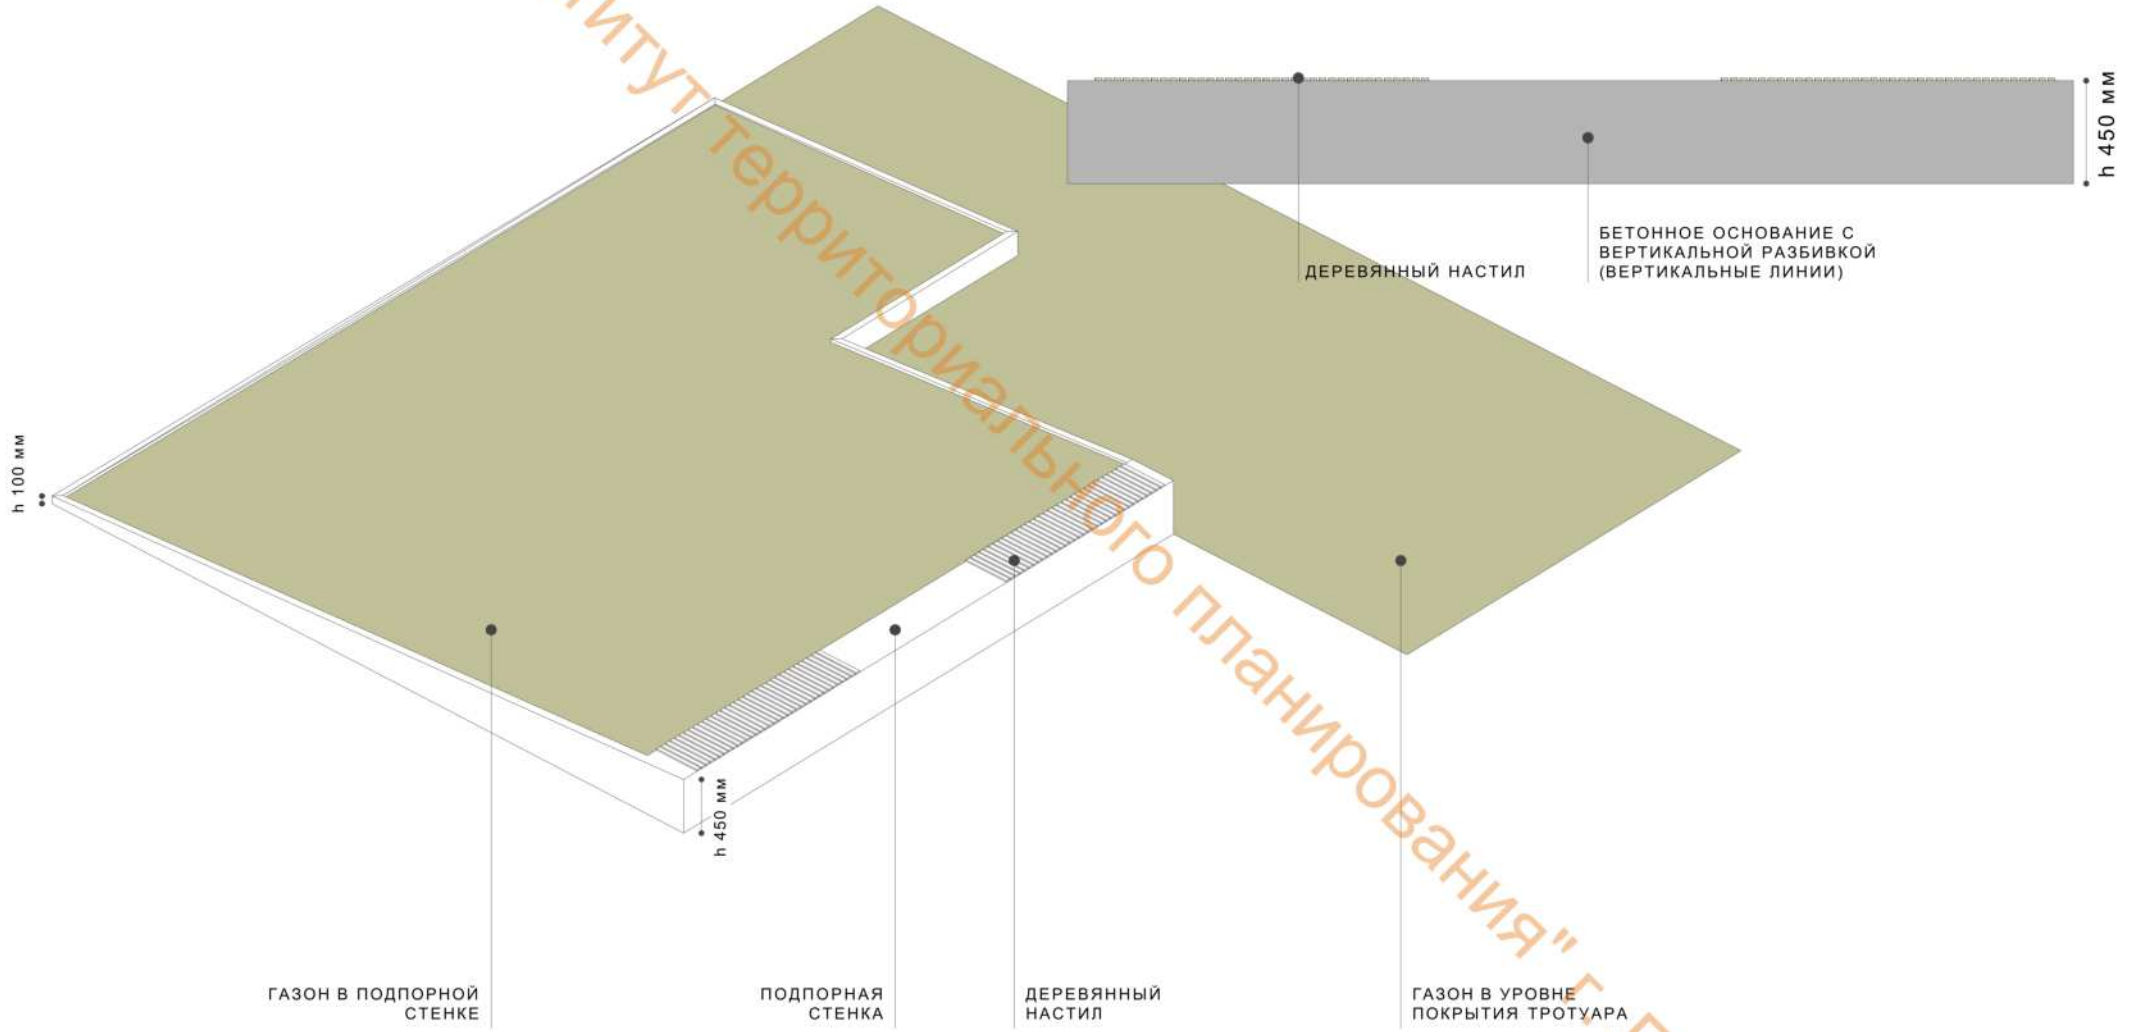 h 450 мм
БЕТОННОЕ ОСНОВАНИЕ С
ВЕРТИКАЛЬНОЙ РАЗБИВКОЙ
(ВЕРТИКАЛЬНЫЕ ЛИНИИ)
ДЕРЕВЯННЫЙ НАСТИЛ
h 100 мм
h 450 мм
ГАЗОН В ПОДПОРНОЙ
СТЕНКЕ
ПОДПОРНАЯ
СТЕНКА
ДЕРЕВЯННЫЙ
НАСТИЛ
ГАЗОН В УРОВНЕ
ПОКРЫТИЯ ТРОТУАРА
территориального планирования" г.